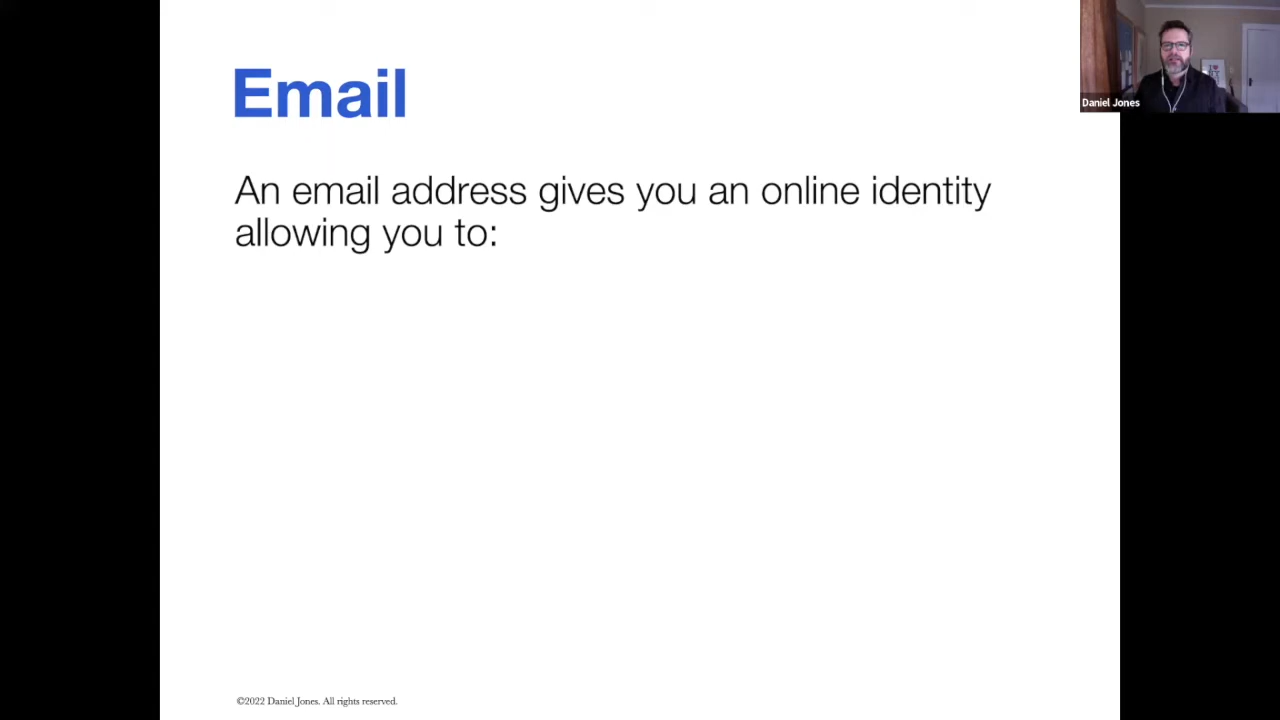 Email
An email address gives you an online identity
allowing you to:
Daniel Jones
©2022 Daniel Jones. All rights reserved.